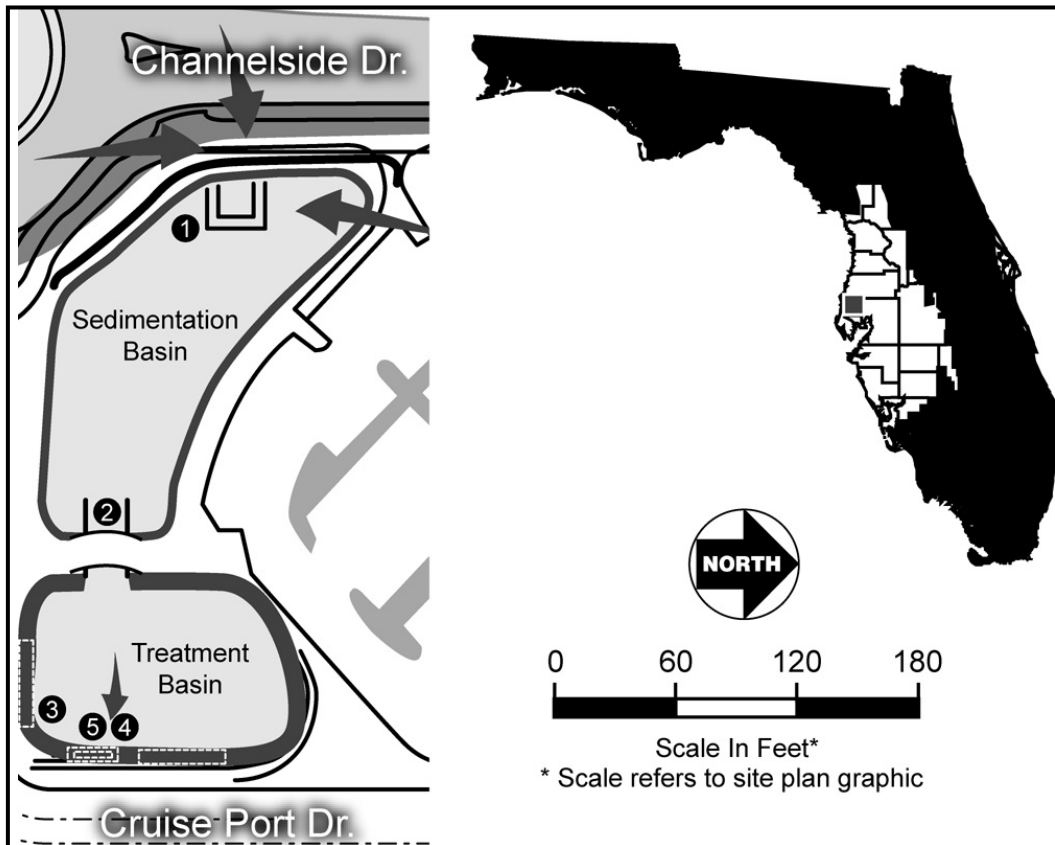 Channelside Dr.
1
Sedimentation
Basin
2
Treatment
Basin
3
5 4
Cruise Port Dr.
NORTH
0 60 120 180
Scale In Feet*
* Scale refers to site plan graphic